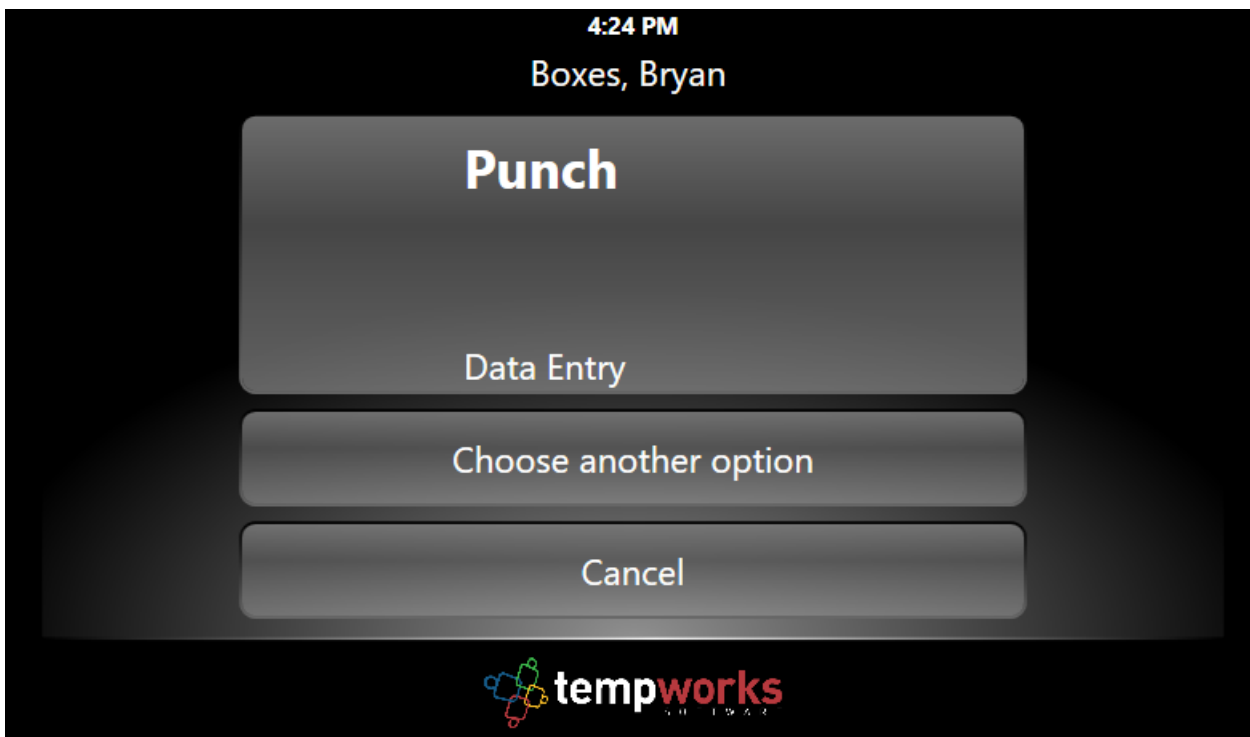 4:24 PM
Boxes, Bryan
Punch
Data Entry
Choose another option
Cancel
tempworks